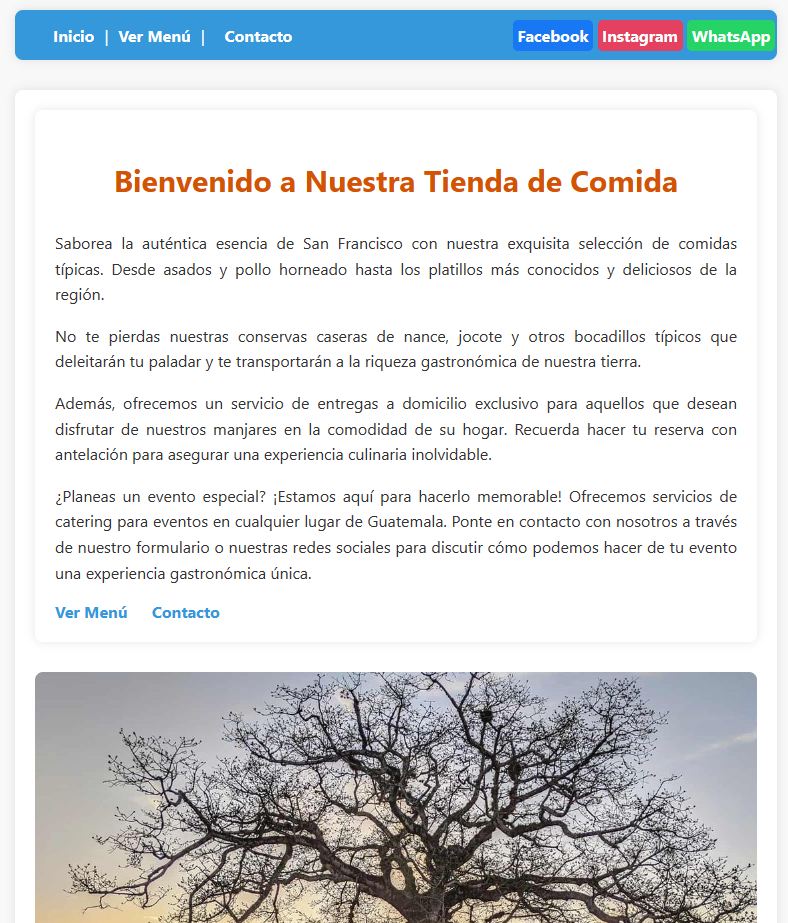 Inicio | Ver Menú | Contacto Facebook Instagram WhatsApp
Bienvenido a Nuestra Tienda de Comida
Saborea la auténtica esencia de San Francisco con nuestra exquisita selección de comidas
típicas. Desde asados y pollo horneado hasta los platillos más conocidos y deliciosos de la
región.
No te pierdas nuestras conservas caseras de nance, jocote y otros bocadillos típicos que
deleitarán tu paladar y te transportarán a la riqueza gastronómica de nuestra tierra.
Además, ofrecemos un servicio de entregas a domicilio exclusivo para aquellos que desean
disfrutar de nuestros manjares en la comodidad de su hogar. Recuerda hacer tu reserva con
antelación para asegurar una experiencia culinaria inolvidable.
¿Planeas un evento especial? ¡Estamos aquí para hacerlo memorable! Ofrecemos servicios de
catering para eventos en cualquier lugar de Guatemala. Ponte en contacto con nosotros a través
de nuestro formulario o nuestras redes sociales para discutir cómo podemos hacer de tu evento
una experiencia gastronómica única.
Ver Menú Contacto